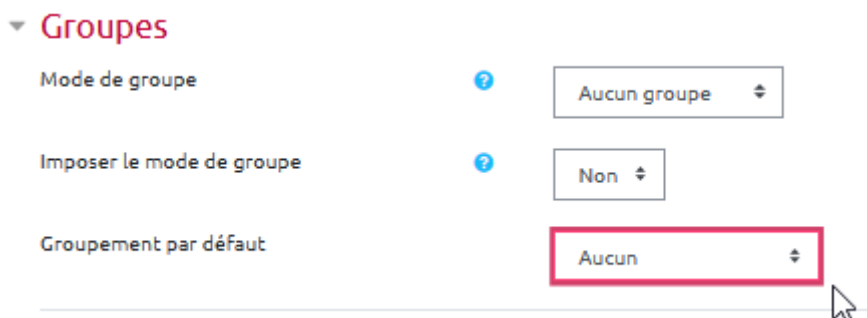 Groupes
Mode de groupe
Aucun groupe
Imposer le mode de groupe
Non
Groupement par défaut
Aucun